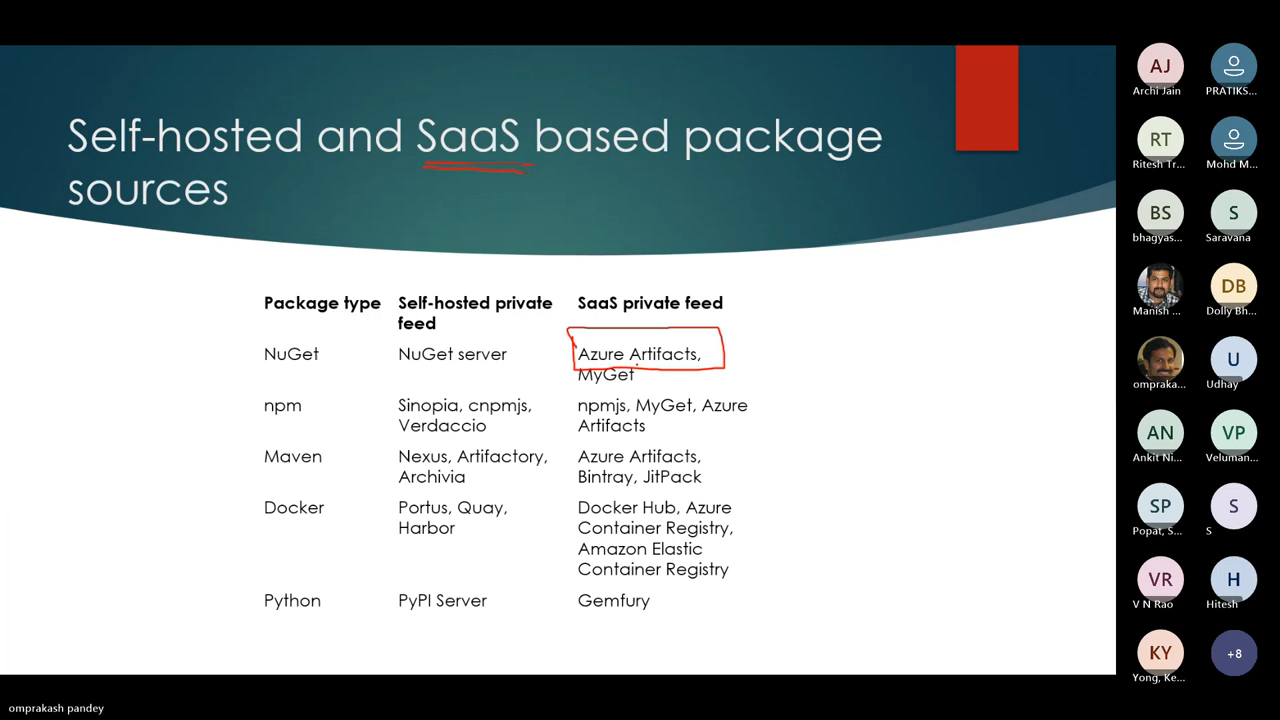 Self-hosted and SaaS based package
sources
Package type Self-hosted private feed SaaS private feed
NuGet NuGet server Azure Artifacts, MyGet
npm Sinopia, cnpmjs, Verdaccio npmjs, MyGet, Azure Artifacts
Maven Nexus, Artifactory, Archivia Azure Artifacts, Bintray, JitPack
Docker Portus, Quay, Harbor Docker Hub, Azure Container Registry, Amazon Elastic Container Registry
Python PyPI Server Gemfury
AJ
Archi Jain
PRATIKS...
RT
Ritesh Tr...
Mohd M...
BS
bhagyas...
S
Saravana
Manish ...
DB
Dolly Bh...
ompraka...
U
Udhay
AN
Ankit Ni...
VP
Veluman...
SP
Popat, S...
S
S
VR
V N Rao
H
Hitesh
KY
Yong, Ke...
+8
omprakash pandey